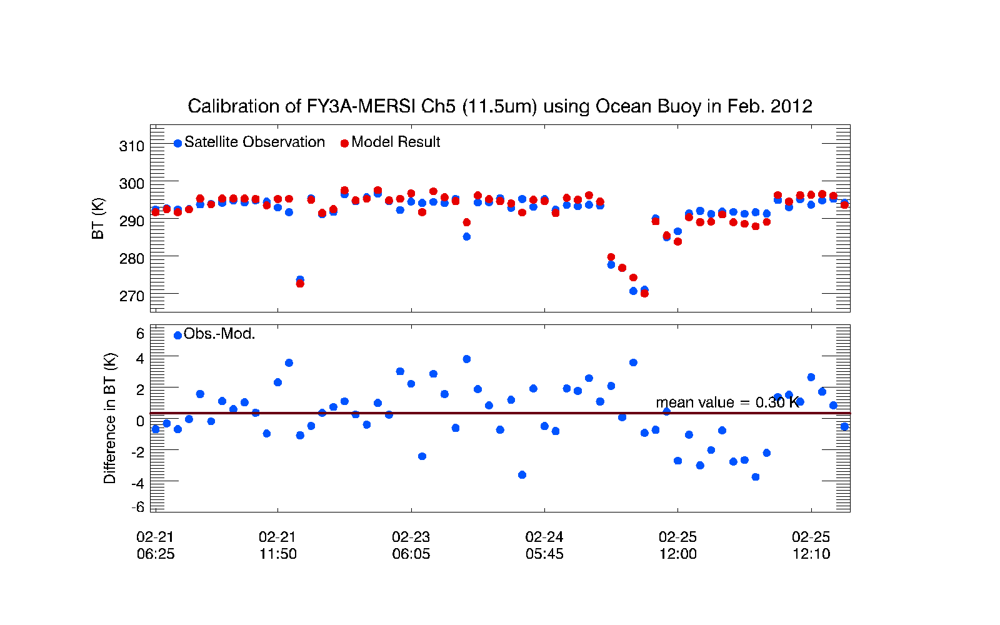 Calibration of FY3A-MERSI Ch5 (11.5um) using Ocean Buoy in Feb. 2012
Satellite Observation Model Result
310
300
290
280
270
BT (K)
Obs.-Mod.
6
4
2
0
-2
-4
-6
Difference in BT (K)
mean value = 0.30 K
02-21 02-21 02-23 02-24 02-25 02-25
06:25 11:50 06:05 05:45 12:00 12:10